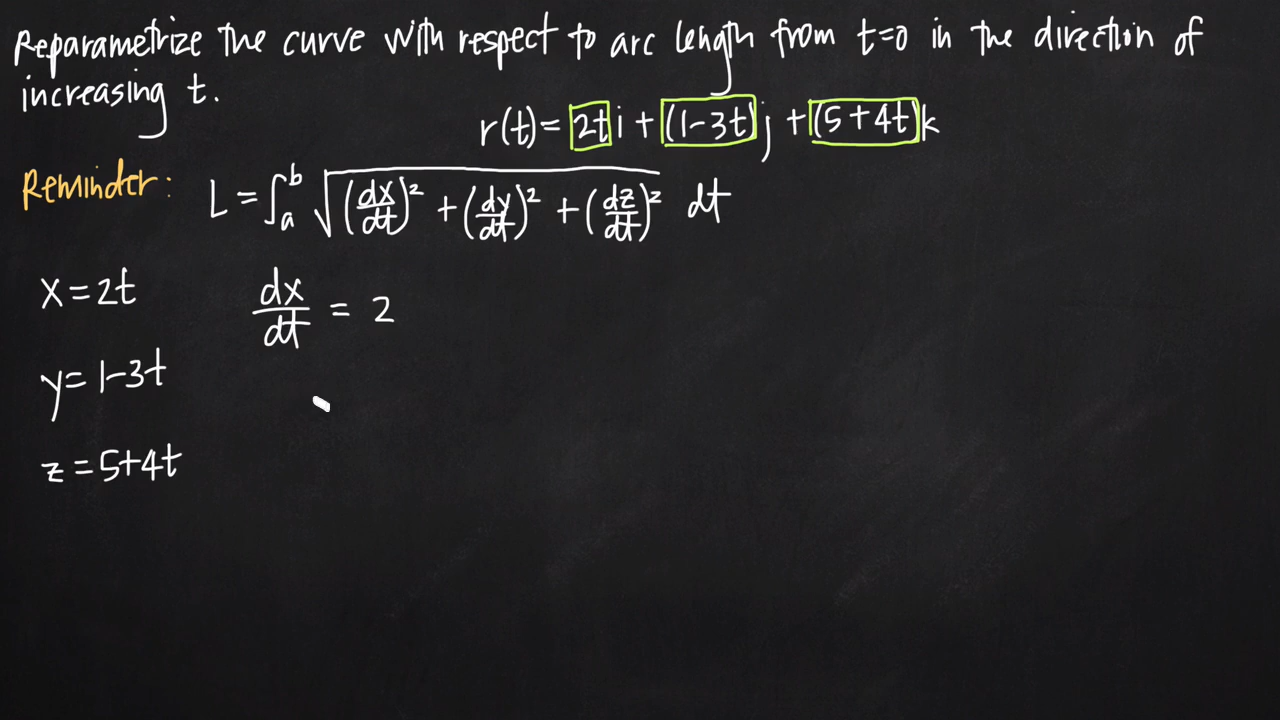 Reparametrize the curve with respect to arc length from t=0 in the direction of
increasing t.
r(t)= 2t i + (1-3t) j + (5+4t) k
Reminder: L = ∫_a^b √((dx/dt)² + (dy/dt)² + (dz/dt)²) dt
x=2t dx/dt = 2
y=1-3t
z=5+4t